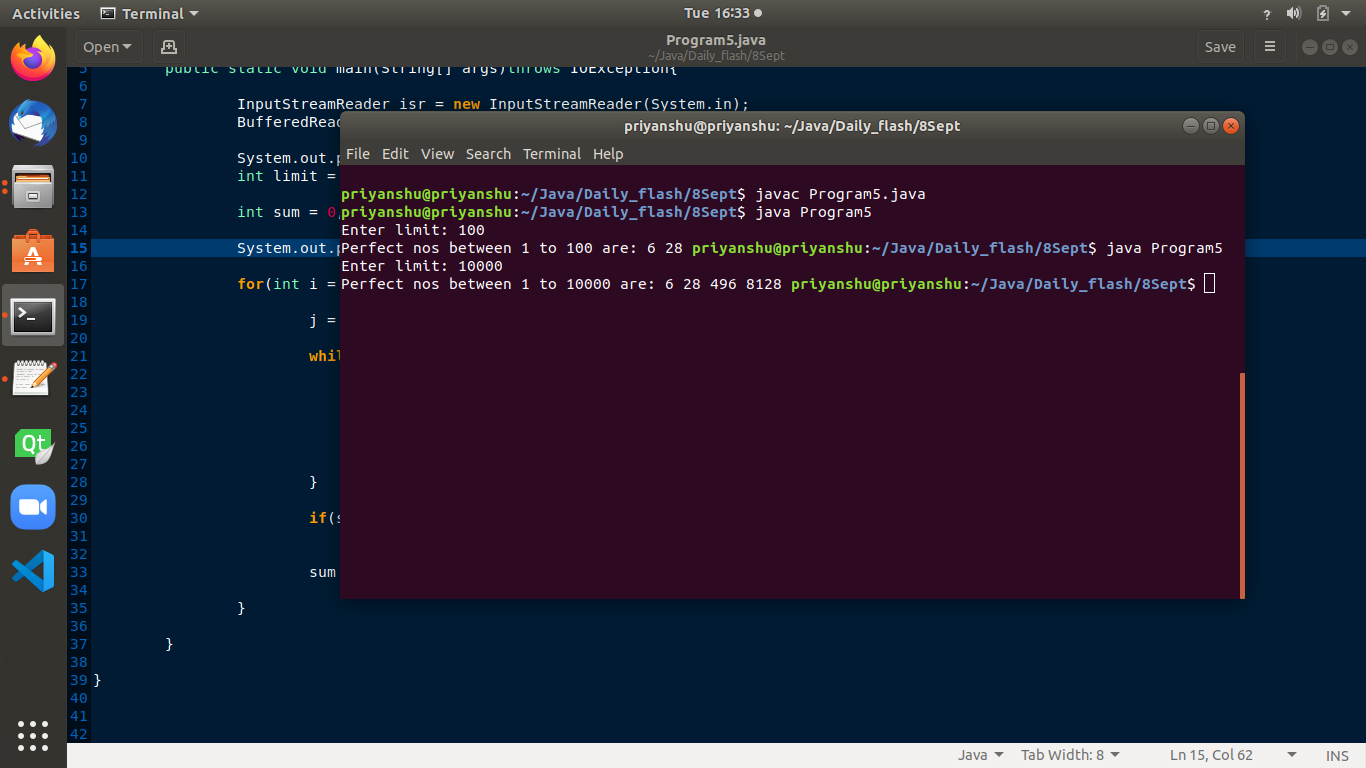 Activities Terminal Tue 16:33 ?
Open Program5.java Save
~/Java/Daily_flash/8Sept
5 public static void main(String[] args)throws IOException{
6
7 InputStreamReader isr = new InputStreamReader(System.in);
8 BufferedRead
9
10 System.out.p
11 int limit =
12
13 int sum = 0,
14
15 System.out.p
16
17 for(int i =
18
19 j =
20
21 whil
22
23
24
25
26
27
28 }
29
30 if(s
31
32
33 sum
34
35 }
36
37 }
38
39 }
40
41
42
priyanshu@priyanshu: ~/Java/Daily_flash/8Sept
File Edit View Search Terminal Help
priyanshu@priyanshu:~/Java/Daily_flash/8Sept$ javac Program5.java
priyanshu@priyanshu:~/Java/Daily_flash/8Sept$ java Program5
Enter limit: 100
Perfect nos between 1 to 100 are: 6 28 priyanshu@priyanshu:~/Java/Daily_flash/8Sept$ java Program5
Enter limit: 10000
Perfect nos between 1 to 10000 are: 6 28 496 8128 priyanshu@priyanshu:~/Java/Daily_flash/8Sept$
Qt
Java Tab Width: 8 Ln 15, Col 62 INS